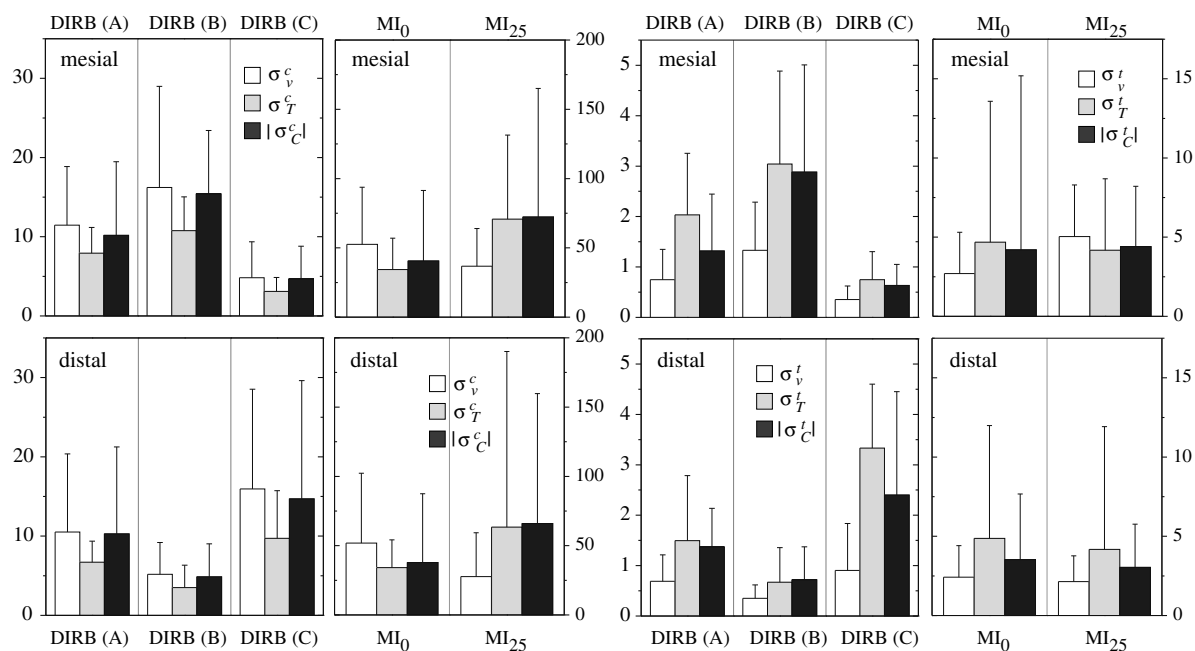 DIRB (A) DIRB (B) DIRB (C) MI0 MI25 DIRB (A) DIRB (B) DIRB (C) MI0 MI25
mesial
σ^c_v
σ^c_T
|σ^c_C|
30
20
10
0
mesial
200
150
100
50
0
mesial
5
4
3
2
1
0
mesial
σ^t_v
σ^t_T
|σ^t_C|
15
10
5
0
distal
30
20
10
0
distal
σ^c_v
σ^c_T
|σ^c_C|
200
150
100
50
0
distal
σ^t_v
σ^t_T
|σ^t_C|
5
4
3
2
1
0
distal
15
10
5
0
DIRB (A) DIRB (B) DIRB (C) MI0 MI25 DIRB (A) DIRB (B) DIRB (C) MI0 MI25